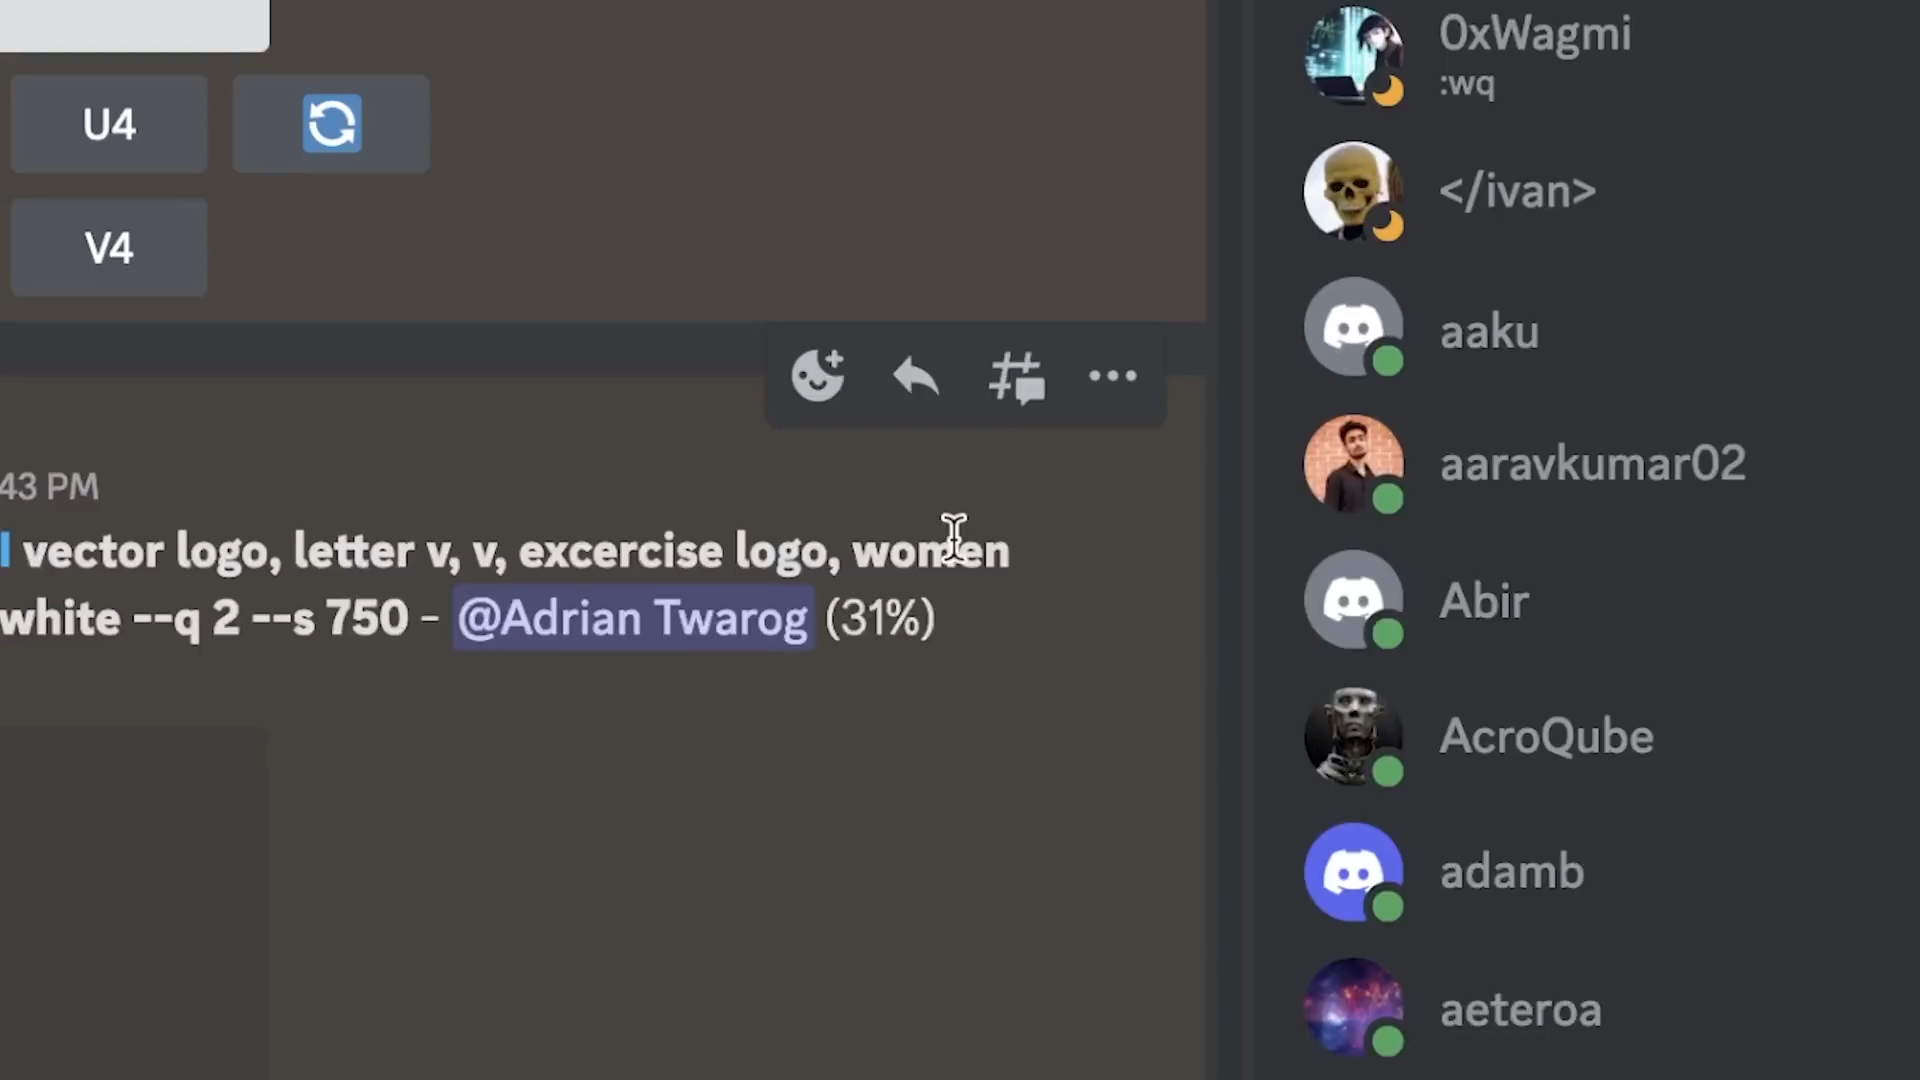 U4
V4
43 PM
vector logo, letter v, v, excercise logo, women
white --q 2 --s 750 - @Adrian Twarog (31%)
0xWagmi
:wq
</ivan>
aaku
aaravkumar02
Abir
AcroQube
adamb
aeteroa